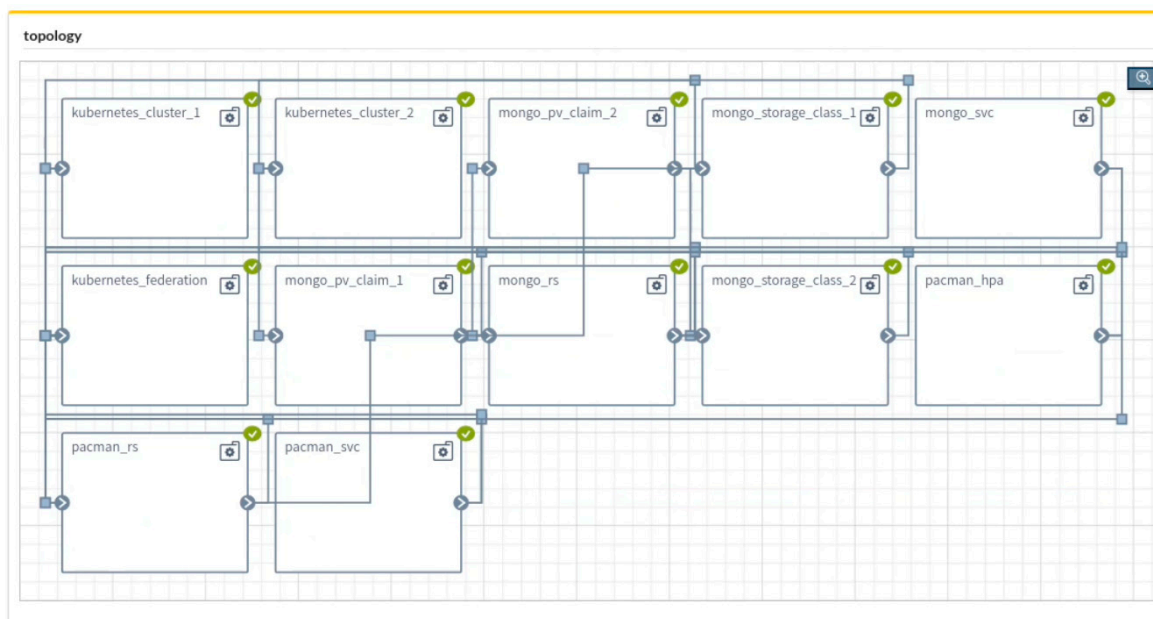 topology
kubernetes_cluster_1
kubernetes_cluster_2
mongo_pv_claim_2
mongo_storage_class_1
mongo_svc
kubernetes_federation
mongo_pv_claim_1
mongo_rs
mongo_storage_class_2
pacman_hpa
pacman_rs
pacman_svc